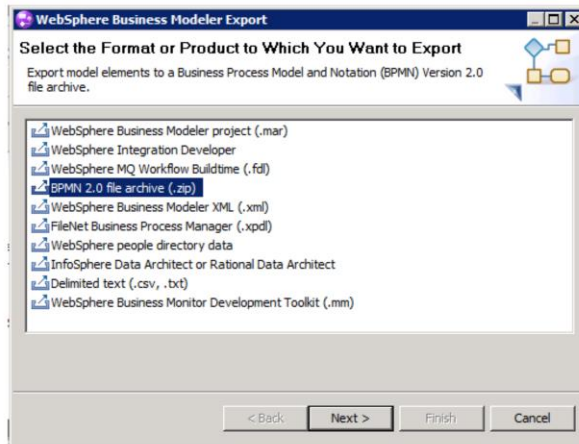 WebSphere Business Modeler Export
Select the Format or Product to Which You Want to Export
Export model elements to a Business Process Model and Notation (BPMN) Version 2.0
file archive.
WebSphere Business Modeler project (.mar)
WebSphere Integration Developer
WebSphere MQ Workflow Buildtime (.fdl)
BPMN 2.0 file archive (.zip)
WebSphere Business Modeler XML (.xml)
FileNet Business Process Manager (.xpdl)
WebSphere people directory data
InfoSphere Data Architect or Rational Data Architect
Delimited text (.csv, .txt)
WebSphere Business Monitor Development Toolkit (.mm)
< Back
Next >
Finish
Cancel